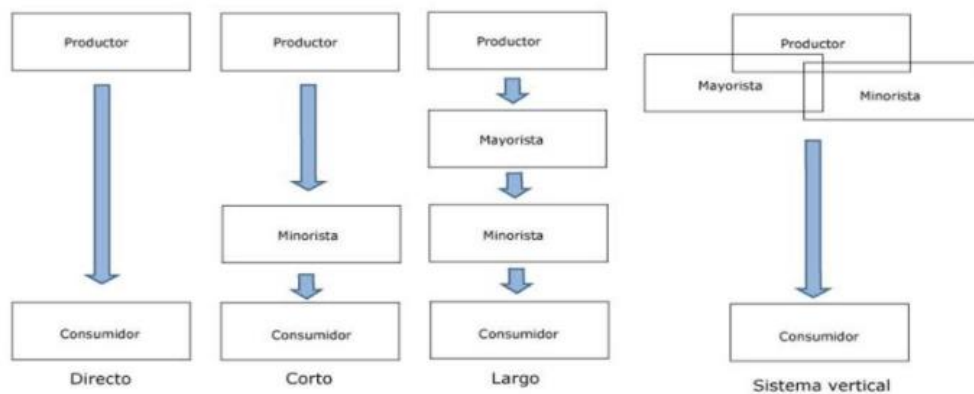 Productor
Consumidor
Directo
Productor
Minorista
Consumidor
Corto
Productor
Mayorista
Minorista
Consumidor
Largo
Productor
Mayorista
Minorista
Consumidor
Sistema vertical